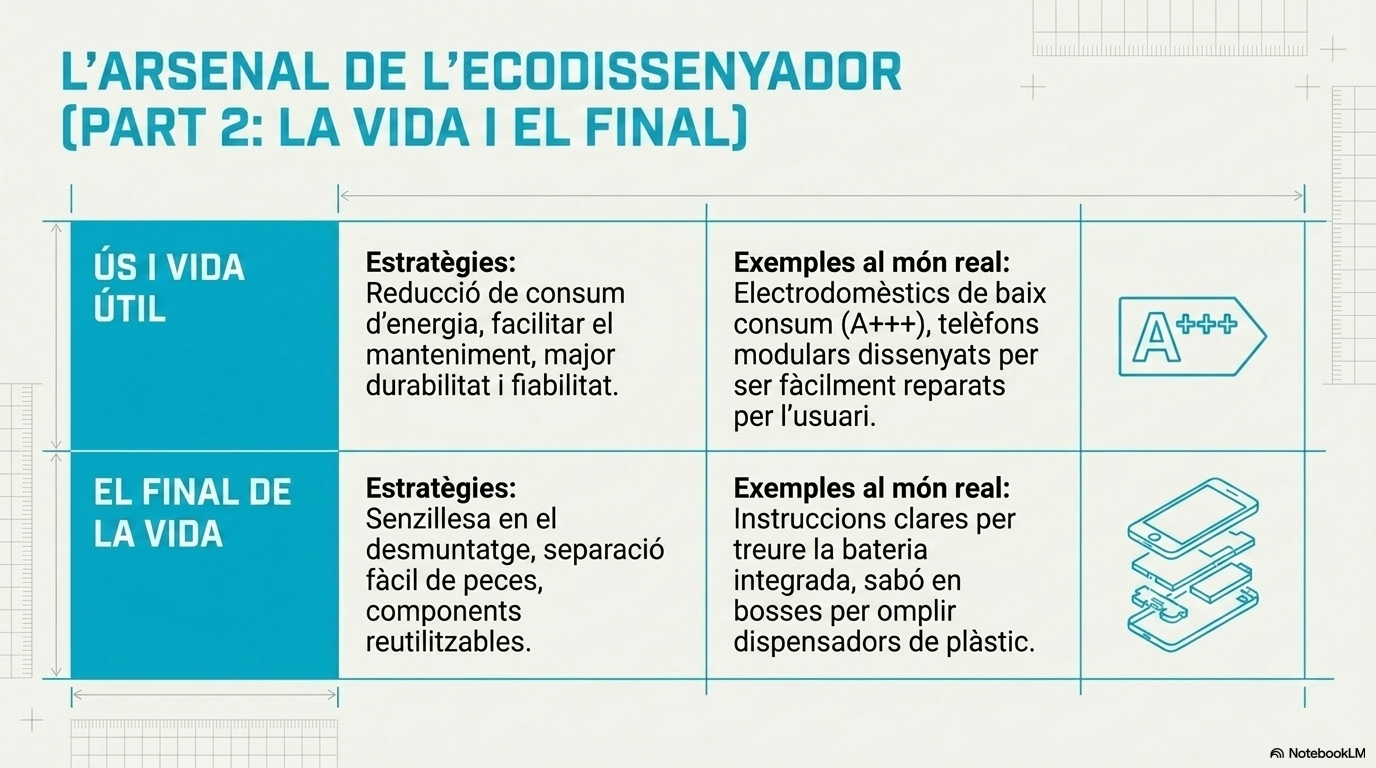 L’ARSENAL DE L’ECODISSENYADOR
(PART 2: LA VIDA I EL FINAL)
ÚS I VIDA
ÚTIL
Estratègies:
Reducció de consum
d’energia, facilitar el
manteniment, major
durabilitat i fiabilitat.
Exemples al món real:
Electrodomèstics de baix
consum (A+++), telèfons
modulars dissenyats per
ser fàcilment reparats
per l’usuari.
A+++
EL FINAL DE
LA VIDA
Estratègies:
Senzillesa en el
desmuntatge, separació
fàcil de peces,
components
reutilitzables.
Exemples al món real:
Instruccions clares per
treure la bateria
integrada, sabó en
bosses per omplir
dispensadors de plàstic.
NotebookLM